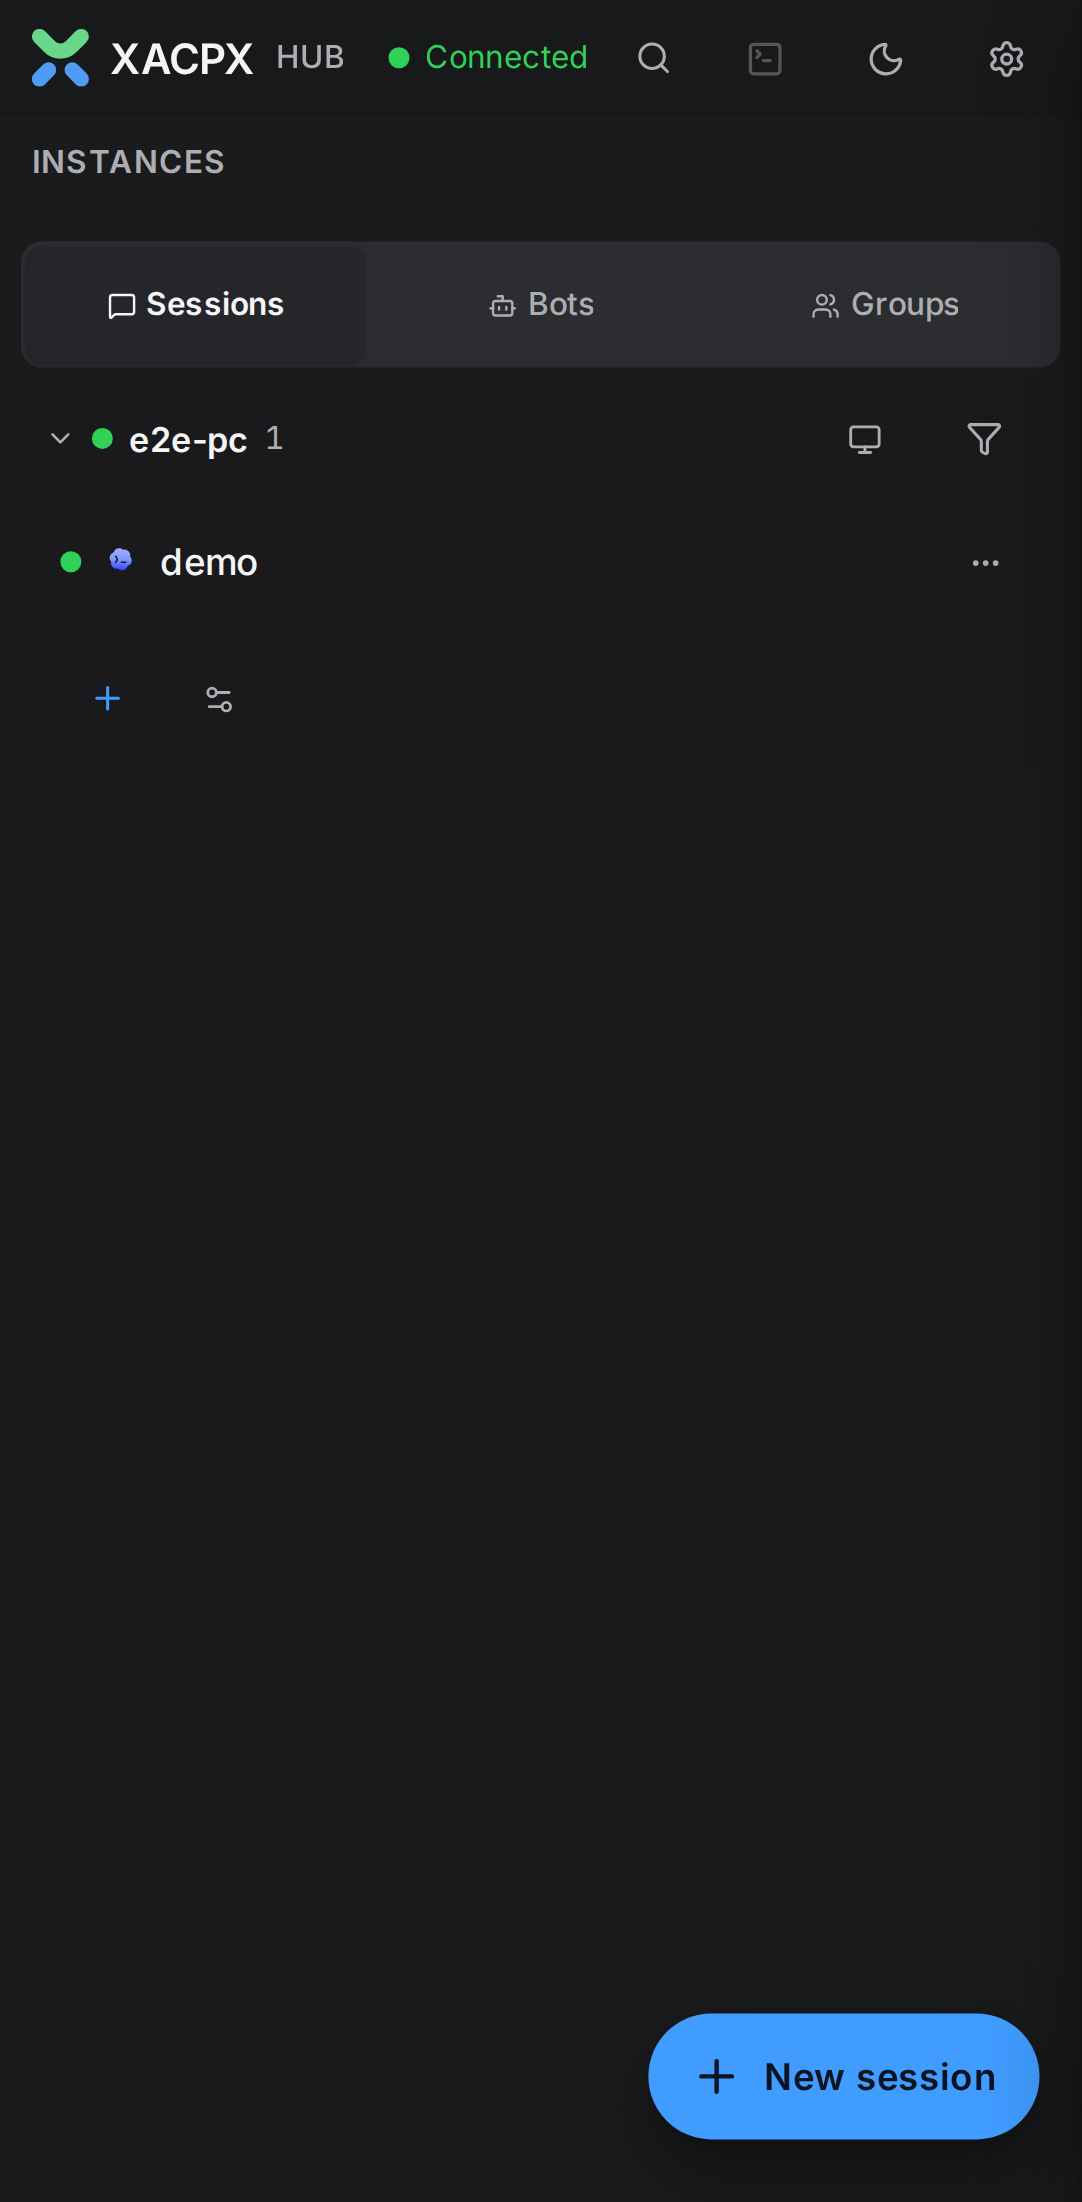 XACPX HUB Connected
INSTANCES
Sessions Bots Groups
e2e-pc 1
demo
New session